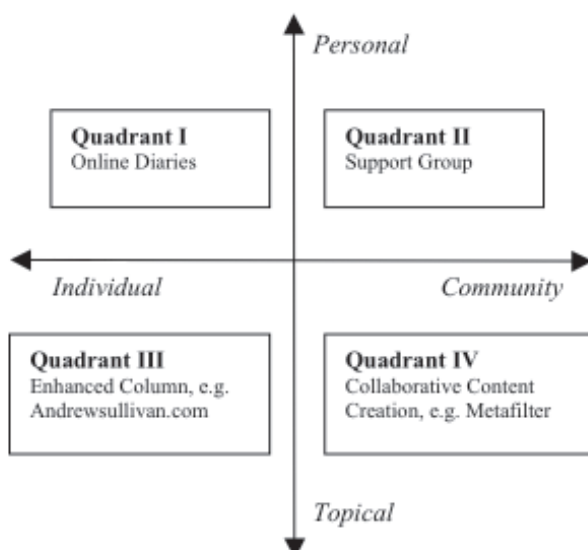 Personal
Quadrant I
Online Diaries
Quadrant II
Support Group
Individual
Community
Quadrant III
Enhanced Column, e.g.
Andrewsullivan.com
Quadrant IV
Collaborative Content
Creation, e.g. Metafilter
Topical